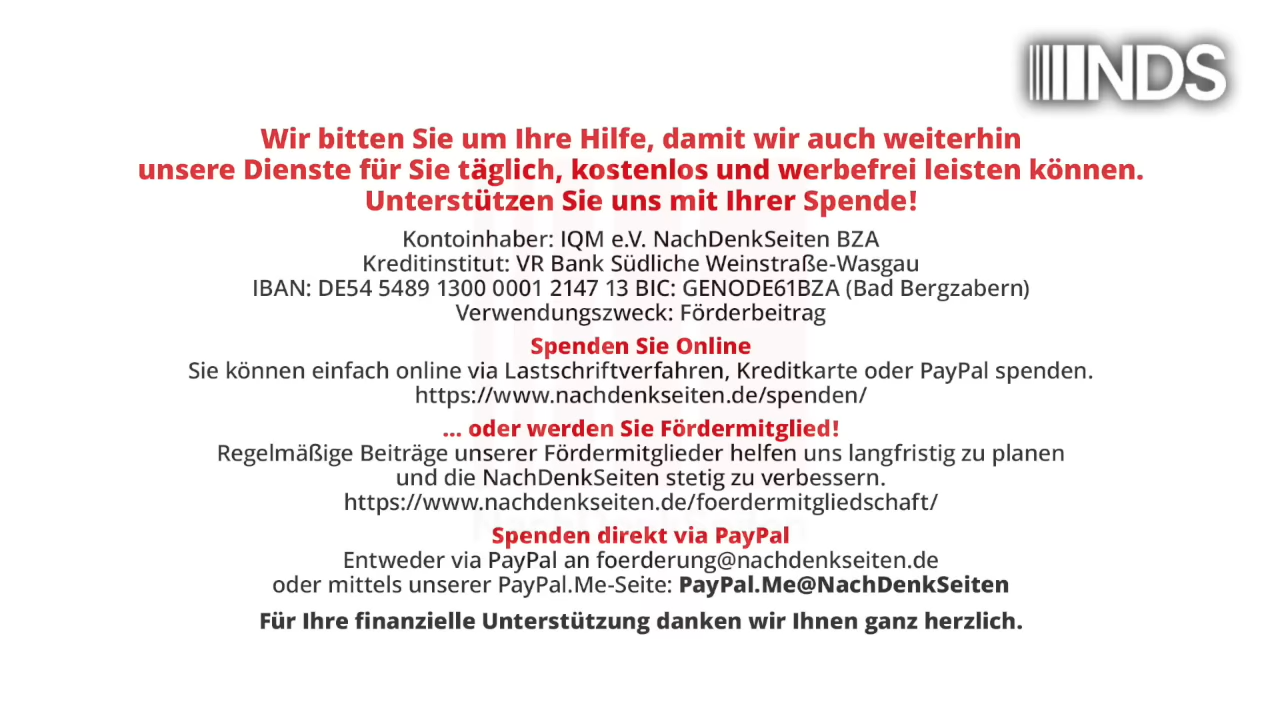 NDS
Wir bitten Sie um Ihre Hilfe, damit wir auch weiterhin
unsere Dienste für Sie täglich, kostenlos und werbefrei leisten können.
Unterstützen Sie uns mit Ihrer Spende!
Kontoinhaber: IQM e.V. NachDenkSeiten BZA
Kreditinstitut: VR Bank Südliche Weinstraße-Wasgau
IBAN: DE54 5489 1300 0001 2147 13 BIC: GENODE61BZA (Bad Bergzabern)
Verwendungszweck: Förderbeitrag
Spenden Sie Online
Sie können einfach online via Lastschriftverfahren, Kreditkarte oder PayPal spenden.
https://www.nachdenkseiten.de/spenden/
... oder werden Sie Fördermitglied!
Regelmäßige Beiträge unserer Fördermitglieder helfen uns langfristig zu planen
und die NachDenkSeiten stetig zu verbessern.
https://www.nachdenkseiten.de/foerdermitgliedschaft/
Spenden direkt via PayPal
Entweder via PayPal an foerderung@nachdenkseiten.de
oder mittels unserer PayPal.Me-Seite: PayPal.Me@NachDenkSeiten
Für Ihre finanzielle Unterstützung danken wir Ihnen ganz herzlich.